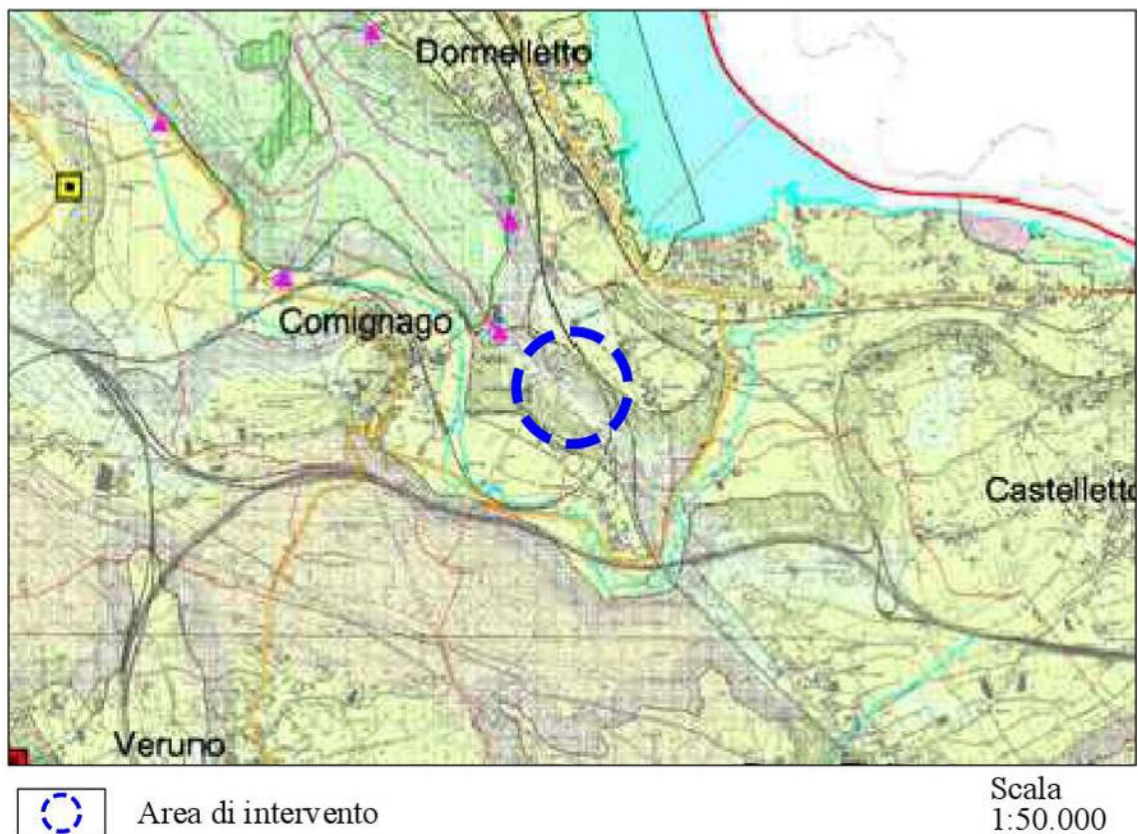 Dormelletto
Comignago
Castelletto
Veruno
Area di intervento
Scala
1:50.000